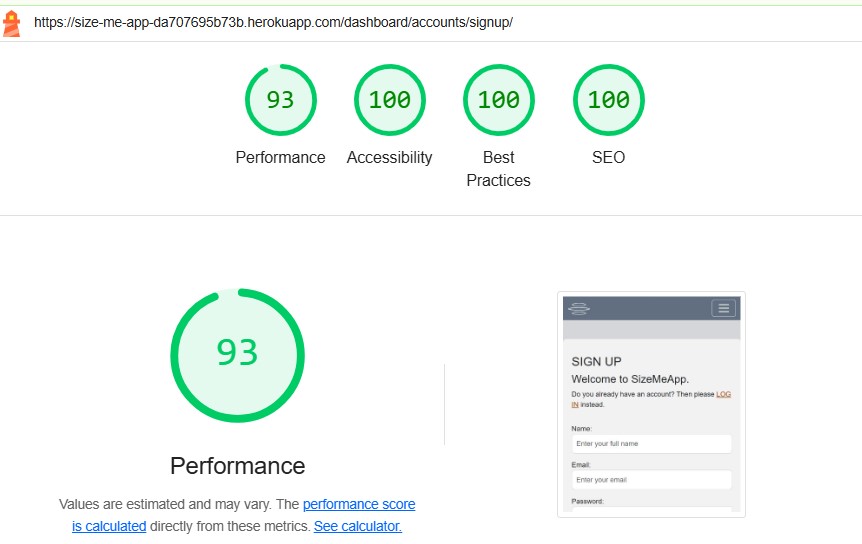 https://size-me-app-da707695b73b.herokuapp.com/dashboard/accounts/signup/
93
100
100
100
Performance
Accessibility
Best
Practices
SEO
93
Performance
Values are estimated and may vary. The performance score
is calculated directly from these metrics. See calculator.
SIGN UP
Welcome to SizeMeApp.
Do you already have an account? Then please LOG
IN instead.
Name:
Enter your full name
Email:
Enter your email
Password: